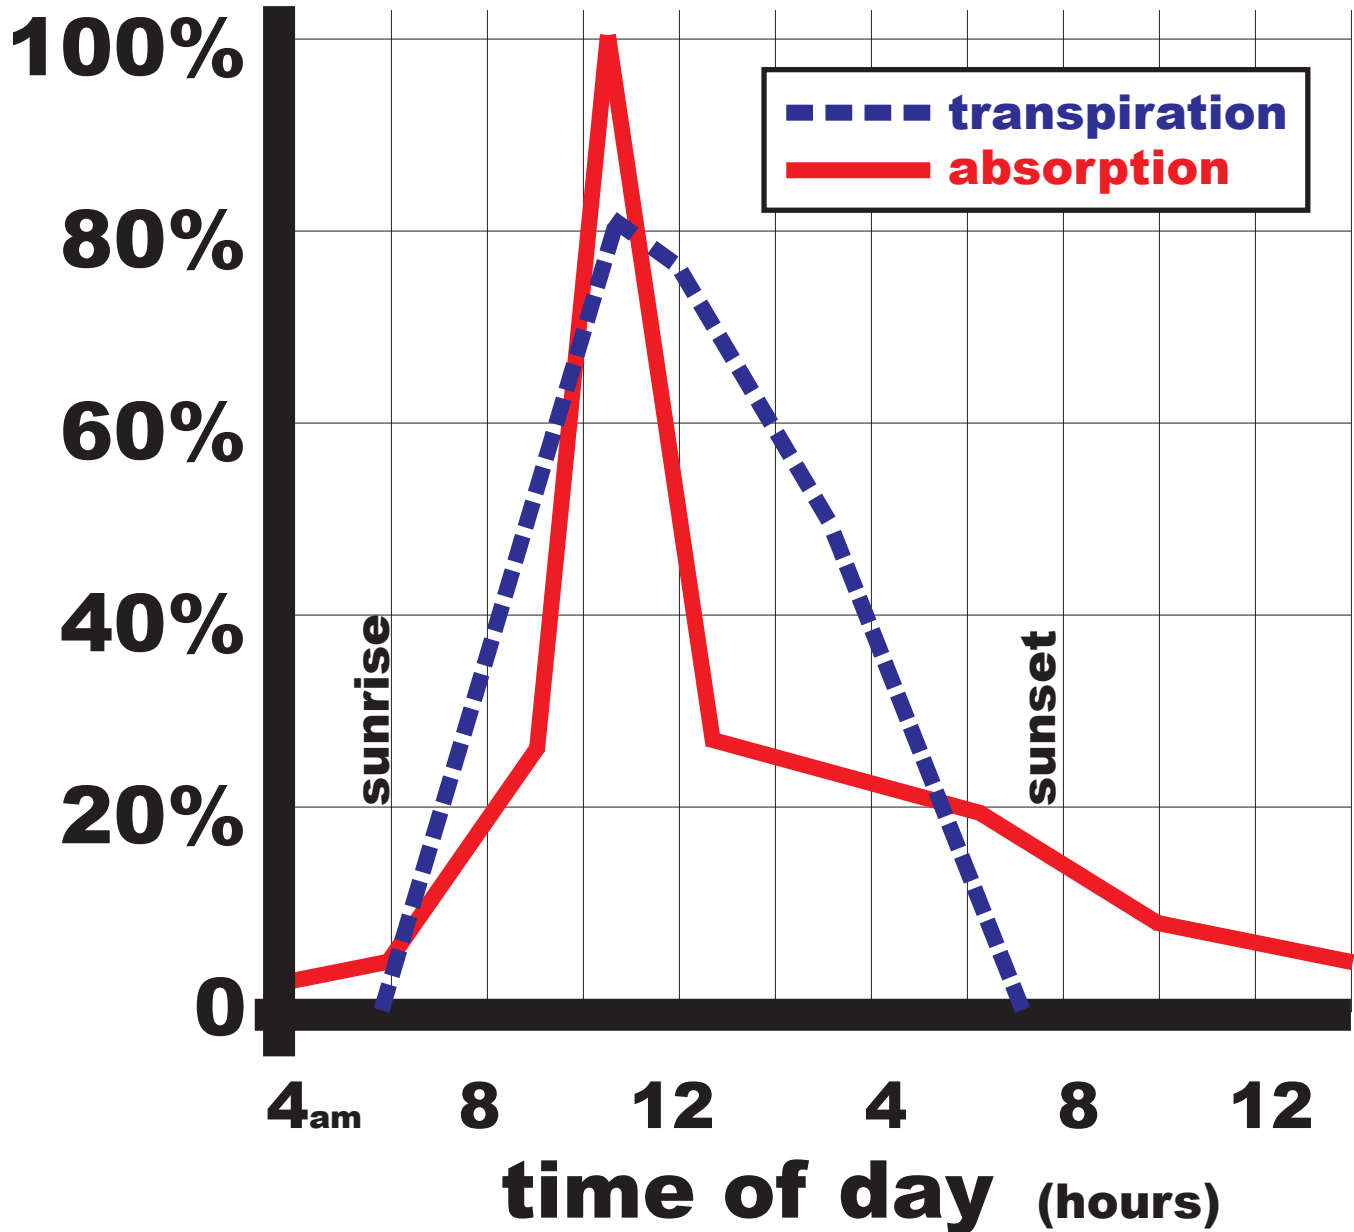 100%
transpiration
absorption
80%
60%
40%
sunrise
sunset
20%
0
4am 8 12 4 8 12
time of day (hours)